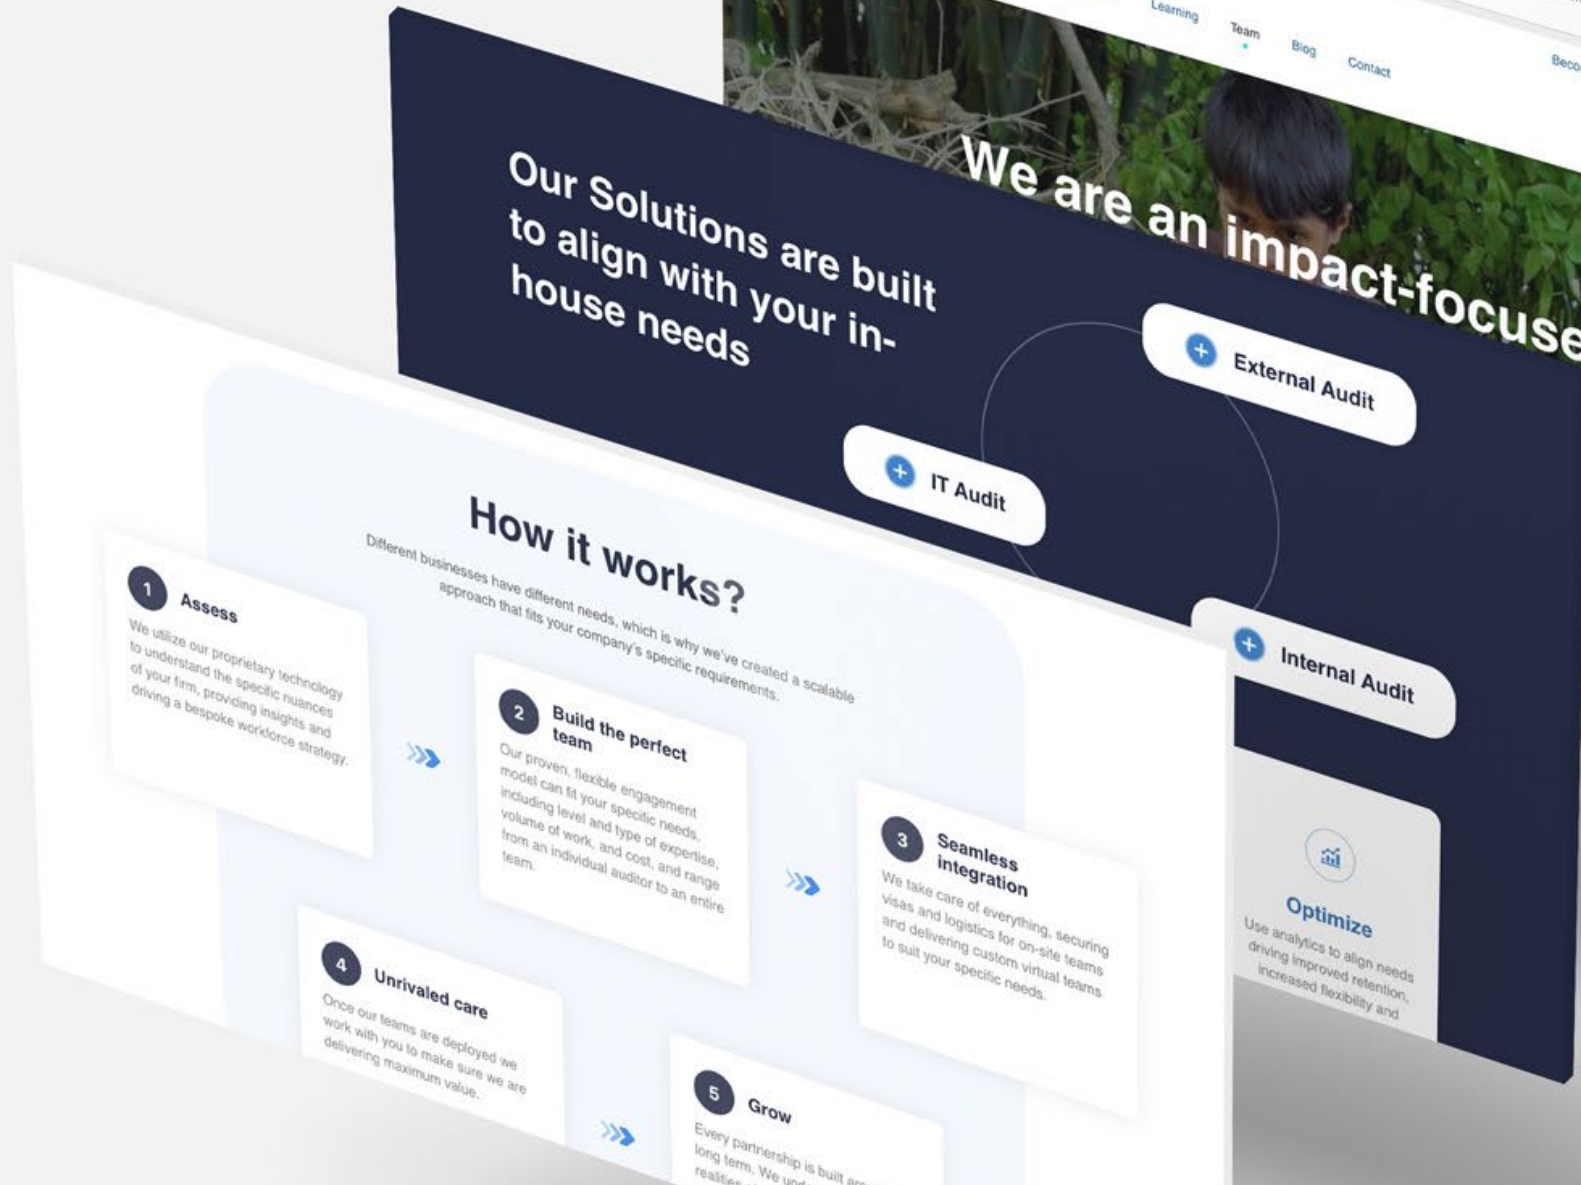 Learning
Team
Blog
Contact
We are an impact-focuse
Our Solutions are built
to align with your in-
house needs
External Audit
IT Audit
Internal Audit
Optimize
Use analytics to align needs
driving improved retention,
increased flexibility and
How it works?
Different businesses have different needs, which is why we've created a scalable
approach that fits your company's specific requirements.
1
Assess
We utilize our proprietary technology
to understand the specific nuances
of your firm, providing insights and
driving a bespoke workforce strategy.
2
Build the perfect
team
Our proven, flexible engagement
model can fit your specific needs,
including level and type of expertise,
volume of work, and cost, and range
from an individual auditor to an entire
team.
3
Seamless
integration
We take care of everything, securing
visas and logistics for on-site teams
and delivering custom virtual teams
to suit your specific needs.
4
Unrivaled care
Once our teams are deployed we
work with you to make sure we are
delivering maximum value.
5
Grow
Every partnership is built
long term. We